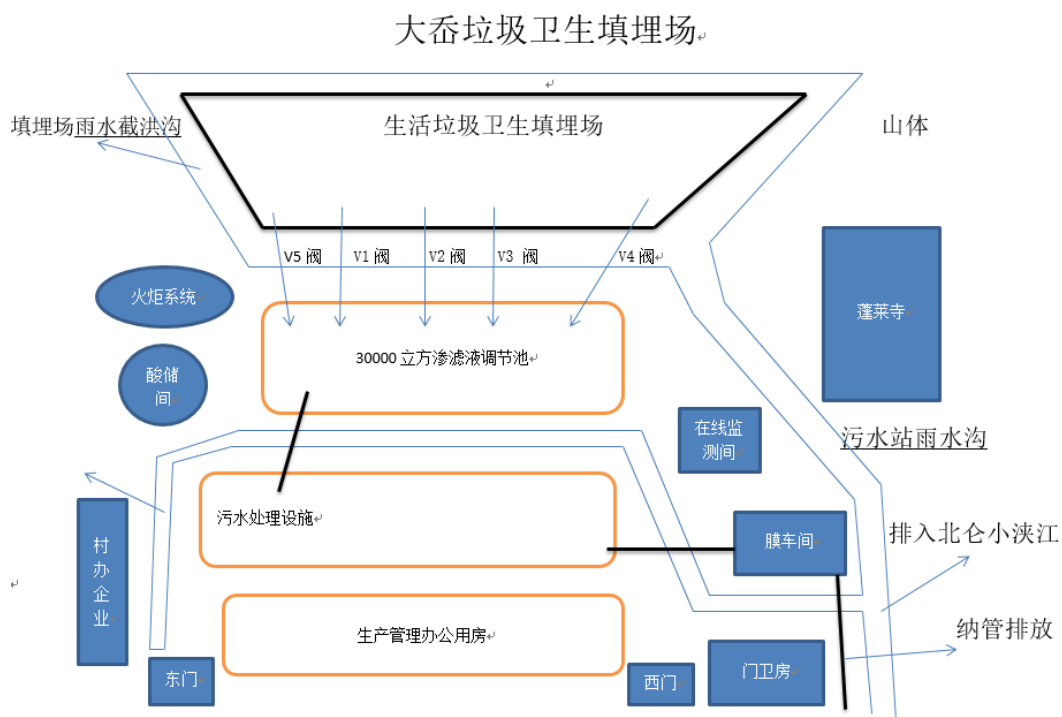 大岙垃圾卫生填埋场
填埋场雨水截洪沟
生活垃圾卫生填埋场
山体
V5 阀
V1 阀
V2 阀
V3 阀
V4 阀
火炬系统
蓬莱寺
30000 立方渗滤液调节池
酸储
间
在线监
测间
污水站雨水沟
村
办
企
业
污水处理设施
膜车间
排入北仑小浃江
生产管理办公用房
纳管排放
东门
西门
门卫房